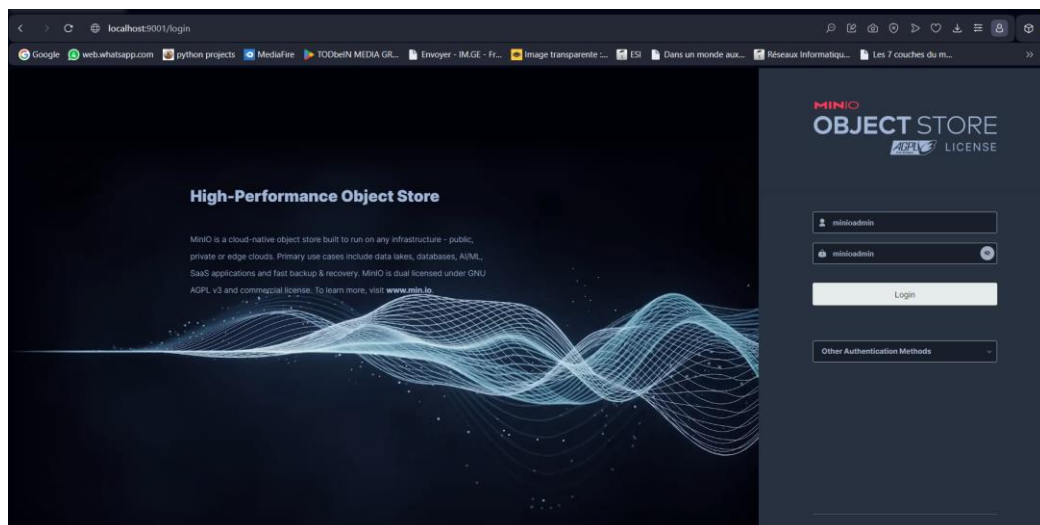 localhost:9001/login
Google web.whatsapp.com python projects MediaFire TODbeIN MEDIA GR... Envoyer - IM.GE - Fr... Image transparente :... ESI Dans un monde aux... Réseaux Informatiqu... Les 7 couches du m...
MINIO
OBJECT STORE
AGPL LICENSE
High-Performance Object Store
MinIO is a cloud-native object store built to run on any infrastructure - public,
private or edge clouds. Primary use cases include data lakes, databases, AI/ML,
SaaS applications and fast backup & recovery. MinIO is dual licensed under GNU
AGPL v3 and commercial license. To learn more, visit www.min.io.
minioadmin
minioadmin
Login
Other Authentication Methods